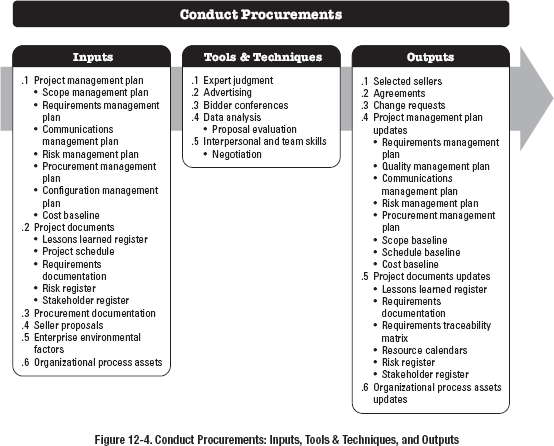 Conduct Procurements
Inputs
.1 Project management plan
• Scope management plan
• Requirements management
plan
• Communications
management plan
• Risk management plan
• Procurement management
plan
• Configuration management
plan
• Cost baseline
.2 Project documents
• Lessons learned register
• Project schedule
• Requirements
documentation
• Risk register
• Stakeholder register
.3 Procurement documentation
.4 Seller proposals
.5 Enterprise environmental
factors
.6 Organizational process assets
Tools & Techniques
.1 Expert judgment
.2 Advertising
.3 Bidder conferences
.4 Data analysis
• Proposal evaluation
.5 Interpersonal and team skills
• Negotiation
Outputs
.1 Selected sellers
.2 Agreements
.3 Change requests
.4 Project management plan
updates
• Requirements management
plan
• Quality management plan
• Communications
management plan
• Risk management plan
• Procurement management
plan
• Scope baseline
• Schedule baseline
• Cost baseline
.5 Project documents updates
• Lessons learned register
• Requirements
documentation
• Requirements traceability
matrix
• Resource calendars
• Risk register
• Stakeholder register
.6 Organizational process assets
updates
Figure 12-4. Conduct Procurements: Inputs, Tools & Techniques, and Outputs